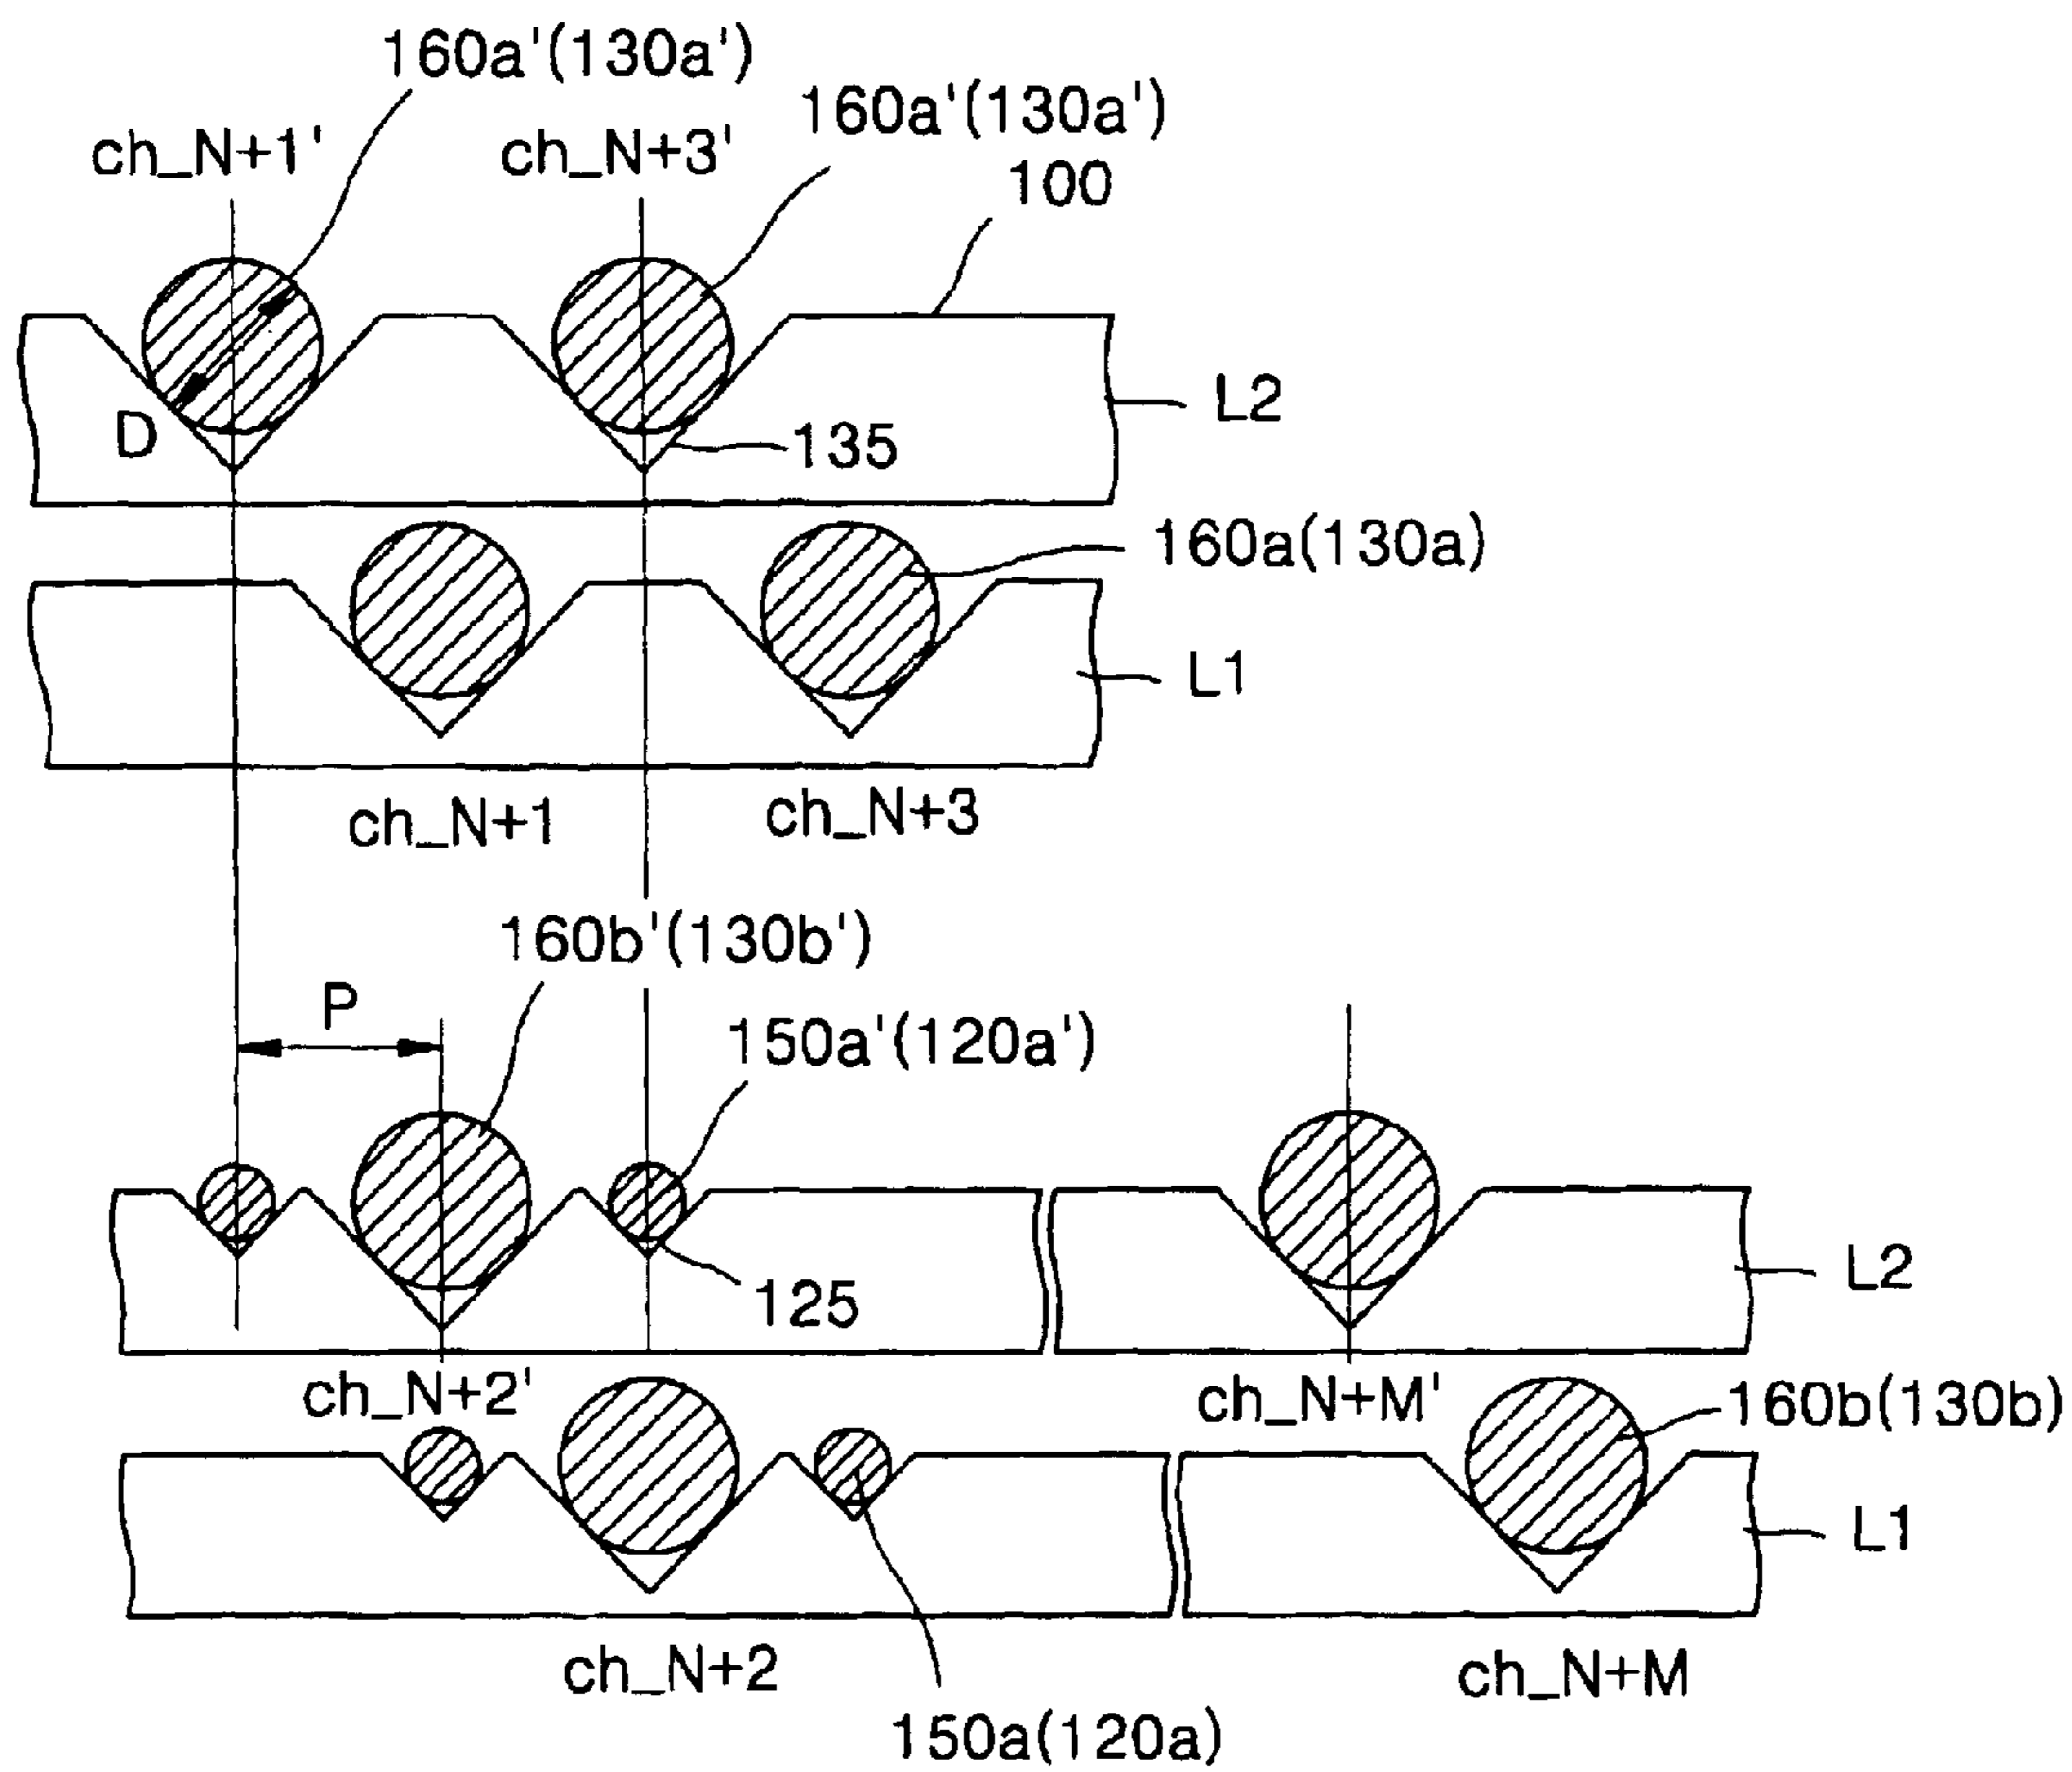 160a'(130a')
160a'(130a')
ch_N+1'
ch_N+3'
100
L2
D
135
160a(130a)
L1
ch_N+1
ch_N+3
160b'(130b')
P
150a'(120a')
L2
125
ch_N+2'
ch_N+M'
160b(130b)
L1
ch_N+2
ch_N+M
150a(120a)